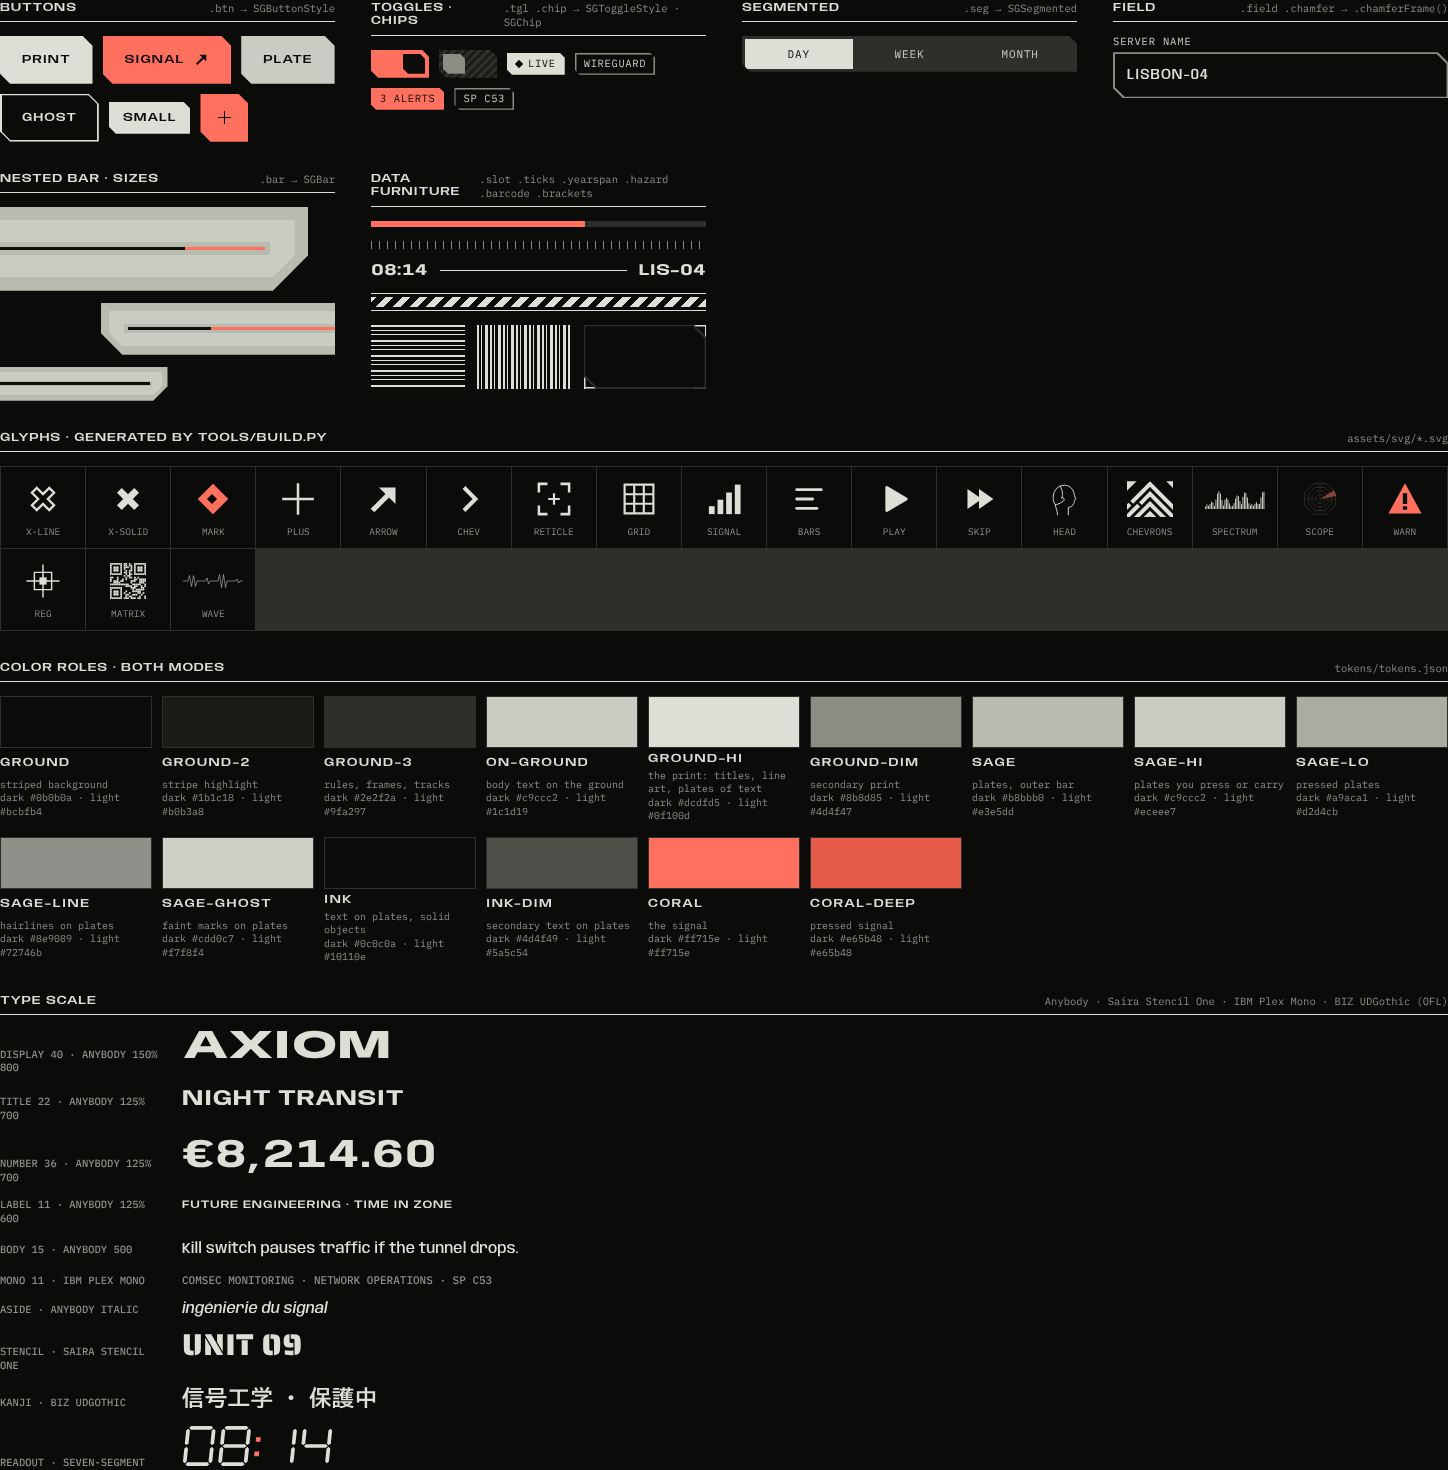 BUTTONS
.btn → SGButtonStyle
PRINT
SIGNAL
PLATE
GHOST
SMALL
TOGGLES ·
CHIPS
.tgl .chip → SGToggleStyle ·
SGChip
LIVE
WIREGUARD
3 ALERTS
SP C53
SEGMENTED
.seg → SGSegmented
DAY
WEEK
MONTH
FIELD
.field .chamfer → .chamferFrame()
SERVER NAME
LISBON-04
NESTED BAR · SIZES
.bar → SGBar
DATA
FURNITURE
.slot .ticks .yearspan .hazard
.barcode .brackets
08:14
LIS-04
GLYPHS · GENERATED BY TOOLS/BUILD.PY
assets/svg/*.svg
X-LINE
X-SOLID
MARK
PLUS
ARROW
CHEV
RETICLE
GRID
SIGNAL
BARS
PLAY
SKIP
HEAD
CHEVRONS
SPECTRUM
SCOPE
WARN
REG
MATRIX
WAVE
COLOR ROLES · BOTH MODES
tokens/tokens.json
GROUND
striped background
dark #0b0b0a · light
#bcbfb4
GROUND-2
stripe highlight
dark #1b1c18 · light
#b0b3a8
GROUND-3
rules, frames, tracks
dark #2e2f2a · light
#9fa297
ON-GROUND
body text on the ground
dark #c9ccc2 · light
#1c1d19
GROUND-HI
the print: titles, line
art, plates of text
dark #dcdfd5 · light
#0f100d
GROUND-DIM
secondary print
dark #8b8d85 · light
#4d4f47
SAGE
plates, outer bar
dark #b8bbb0 · light
#e3e5dd
SAGE-HI
plates you press or carry
dark #c9ccc2 · light
#eceee7
SAGE-LO
pressed plates
dark #a9aca1 · light
#d2d4cb
SAGE-LINE
hairlines on plates
dark #8e9089 · light
#72746b
SAGE-GHOST
faint marks on plates
dark #cdd0c7 · light
#f7f8f4
INK
text on plates, solid
objects
dark #0c0c0a · light
#10110e
INK-DIM
secondary text on plates
dark #4d4f49 · light
#5a5c54
CORAL
the signal
dark #ff715e · light
#ff715e
CORAL-DEEP
pressed signal
dark #e65b48 · light
#e65b48
TYPE SCALE
Anybody · Saira Stencil One · IBM Plex Mono · BIZ UDGothic (OFL)
DISPLAY 40 · ANYBODY 150%
800
AXIOM
TITLE 22 · ANYBODY 125%
700
NIGHT TRANSIT
NUMBER 36 · ANYBODY 125%
700
€8,214.60
LABEL 11 · ANYBODY 125%
600
FUTURE ENGINEERING · TIME IN ZONE
BODY 15 · ANYBODY 500
Kill switch pauses traffic if the tunnel drops.
MONO 11 · IBM PLEX MONO
COMSEC MONITORING · NETWORK OPERATIONS · SP C53
ASIDE · ANYBODY ITALIC
ingénierie du signal
STENCIL · SAIRA STENCIL
ONE
UNIT 09
KANJI · BIZ UDGOTHIC
信号工学 · 保護中
READOUT · SEVEN-SEGMENT
08:14